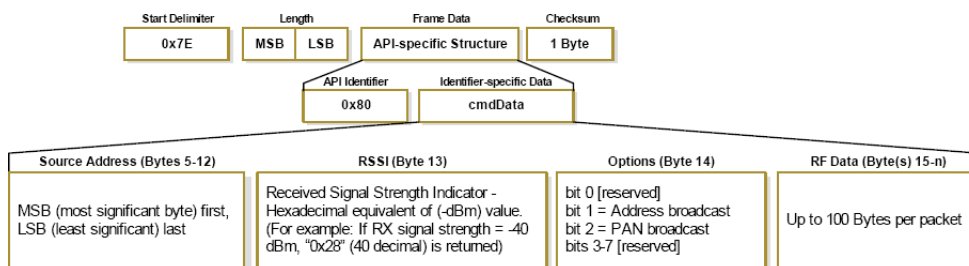 Start Delimiter Length Frame Data Checksum
0x7E MSB LSB API-specific Structure 1 Byte
API Identifier Identifier-specific Data
0x80 cmdData
Source Address (Bytes 5-12)
MSB (most significant byte) first,
LSB (least significant) last
RSSI (Byte 13)
Received Signal Strength Indicator -
Hexadecimal equivalent of (-dBm) value.
(For example: If RX signal strength = -40
dBm, “0x28” (40 decimal) is returned)
Options (Byte 14)
bit 0 [reserved]
bit 1 = Address broadcast
bit 2 = PAN broadcast
bits 3-7 [reserved]
RF Data (Byte(s) 15-n)
Up to 100 Bytes per packet